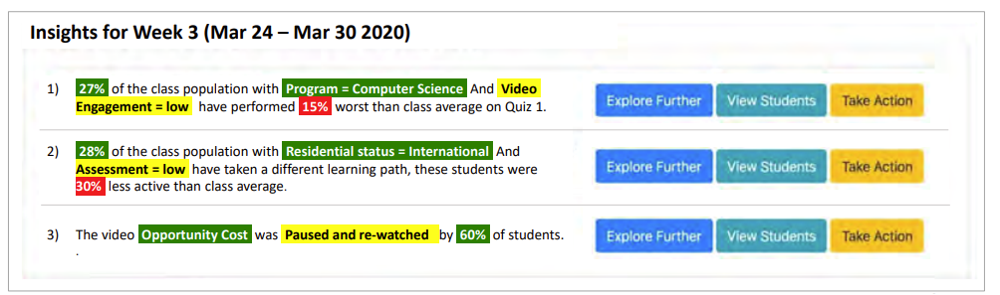 Insights for Week 3 (Mar 24 – Mar 30 2020)
1) 27% of the class population with Program = Computer Science And Video
Engagement = low have performed 15% worst than class average on Quiz 1.
Explore Further View Students Take Action
2) 28% of the class population with Residential status = International And
Assessment = low have taken a different learning path, these students were
30% less active than class average.
Explore Further View Students Take Action
3) The video Opportunity Cost was Paused and re-watched by 60% of students.
.
Explore Further View Students Take Action